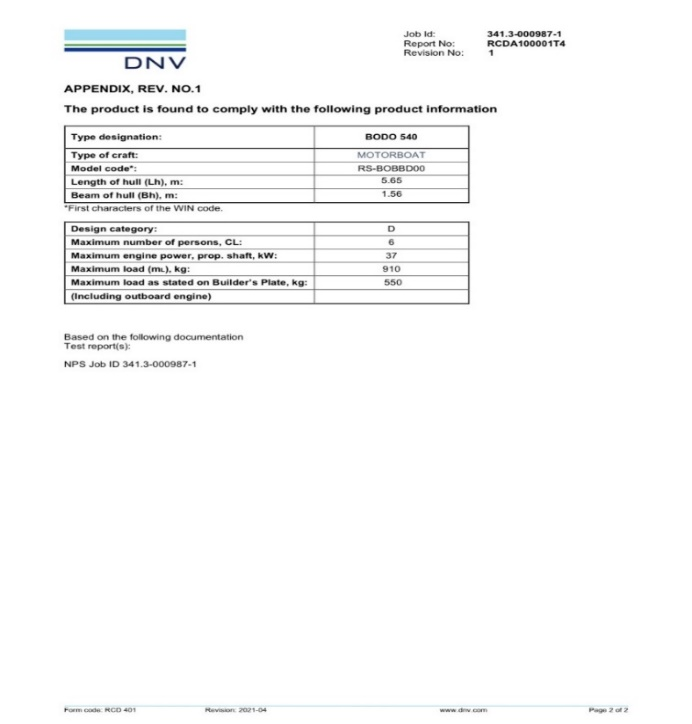 DNV
Job Id: 341.3-000987-1
Report No: RCDA100001T4
Revision No: 1
APPENDIX, REV. NO.1
The product is found to comply with the following product information
Type designation: BODO 540
Type of craft: MOTORBOAT
Model code*: RS-BOBBD00
Length of hull (Lh), m: 5.65
Beam of hull (Bh), m: 1.56
*First characters of the WIN code.
Design category: D
Maximum number of persons, CL: 6
Maximum engine power, prop. shaft, kW: 37
Maximum load (mL), kg: 910
Maximum load as stated on Builder's Plate, kg: 550
(Including outboard engine)
Based on the following documentation
Test report(s):
NPS Job ID 341.3-000987-1
Form code: RCD 401 Revision: 2021-04 www.dnv.com Page 2 of 2